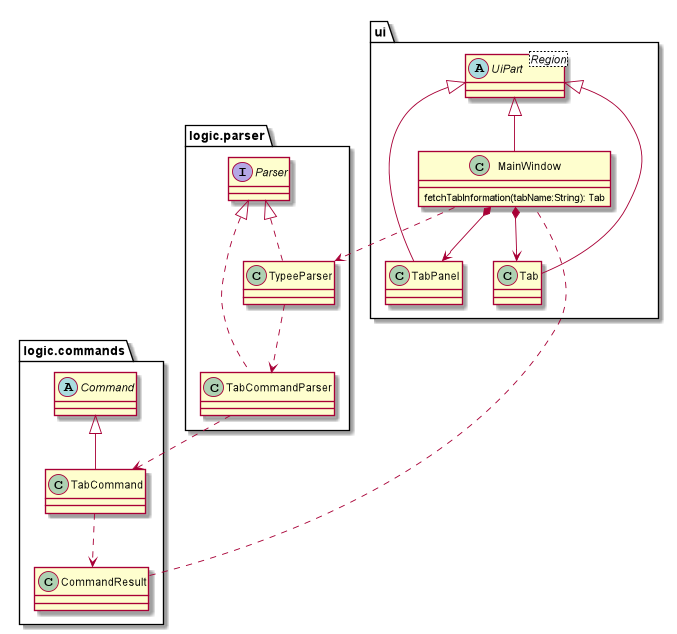 ui
Region
A UiPart
C MainWindow
fetchTabInformation(tabName:String): Tab
C TabPanel
C Tab
logic.parser
I Parser
C TypeeParser
C TabCommandParser
logic.commands
A Command
C TabCommand
C CommandResult